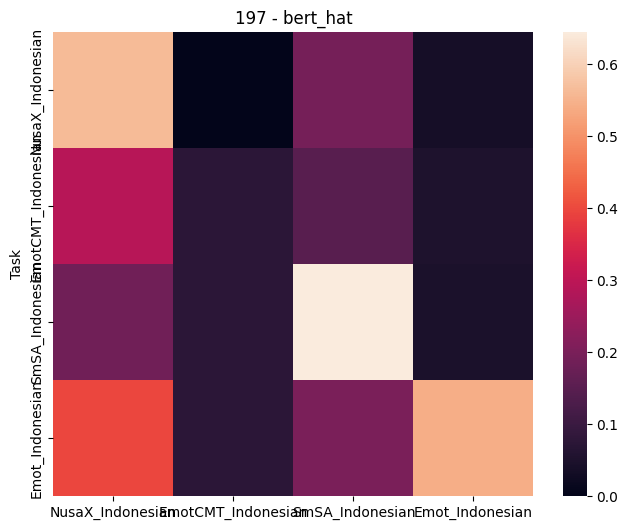 197 - bert_hat
Task
NusaX_Indonesian
EmotCMT_Indonesian
SmSA_Indonesian
Emot_Indonesian
NusaX_Indonesian
EmotCMT_Indonesian
SmSA_Indonesian
Emot_Indonesian
0.6
0.5
0.4
0.3
0.2
0.1
0.0